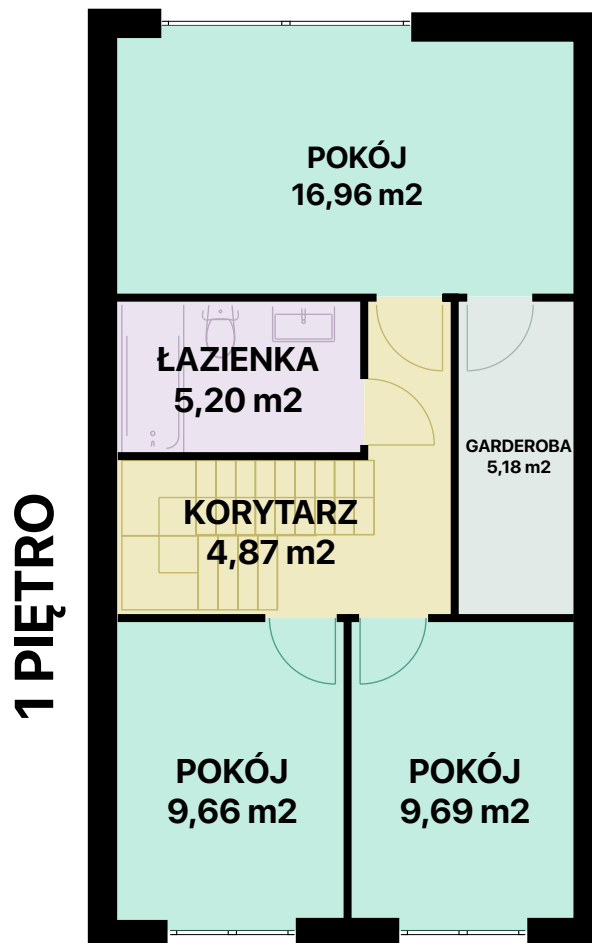 POKÓJ
16,96 m2
ŁAZIENKA
5,20 m2
GARDEROBA
5,18 m2
KORYTARZ
4,87 m2
1 PIĘTRO
POKÓJ
9,66 m2
POKÓJ
9,69 m2